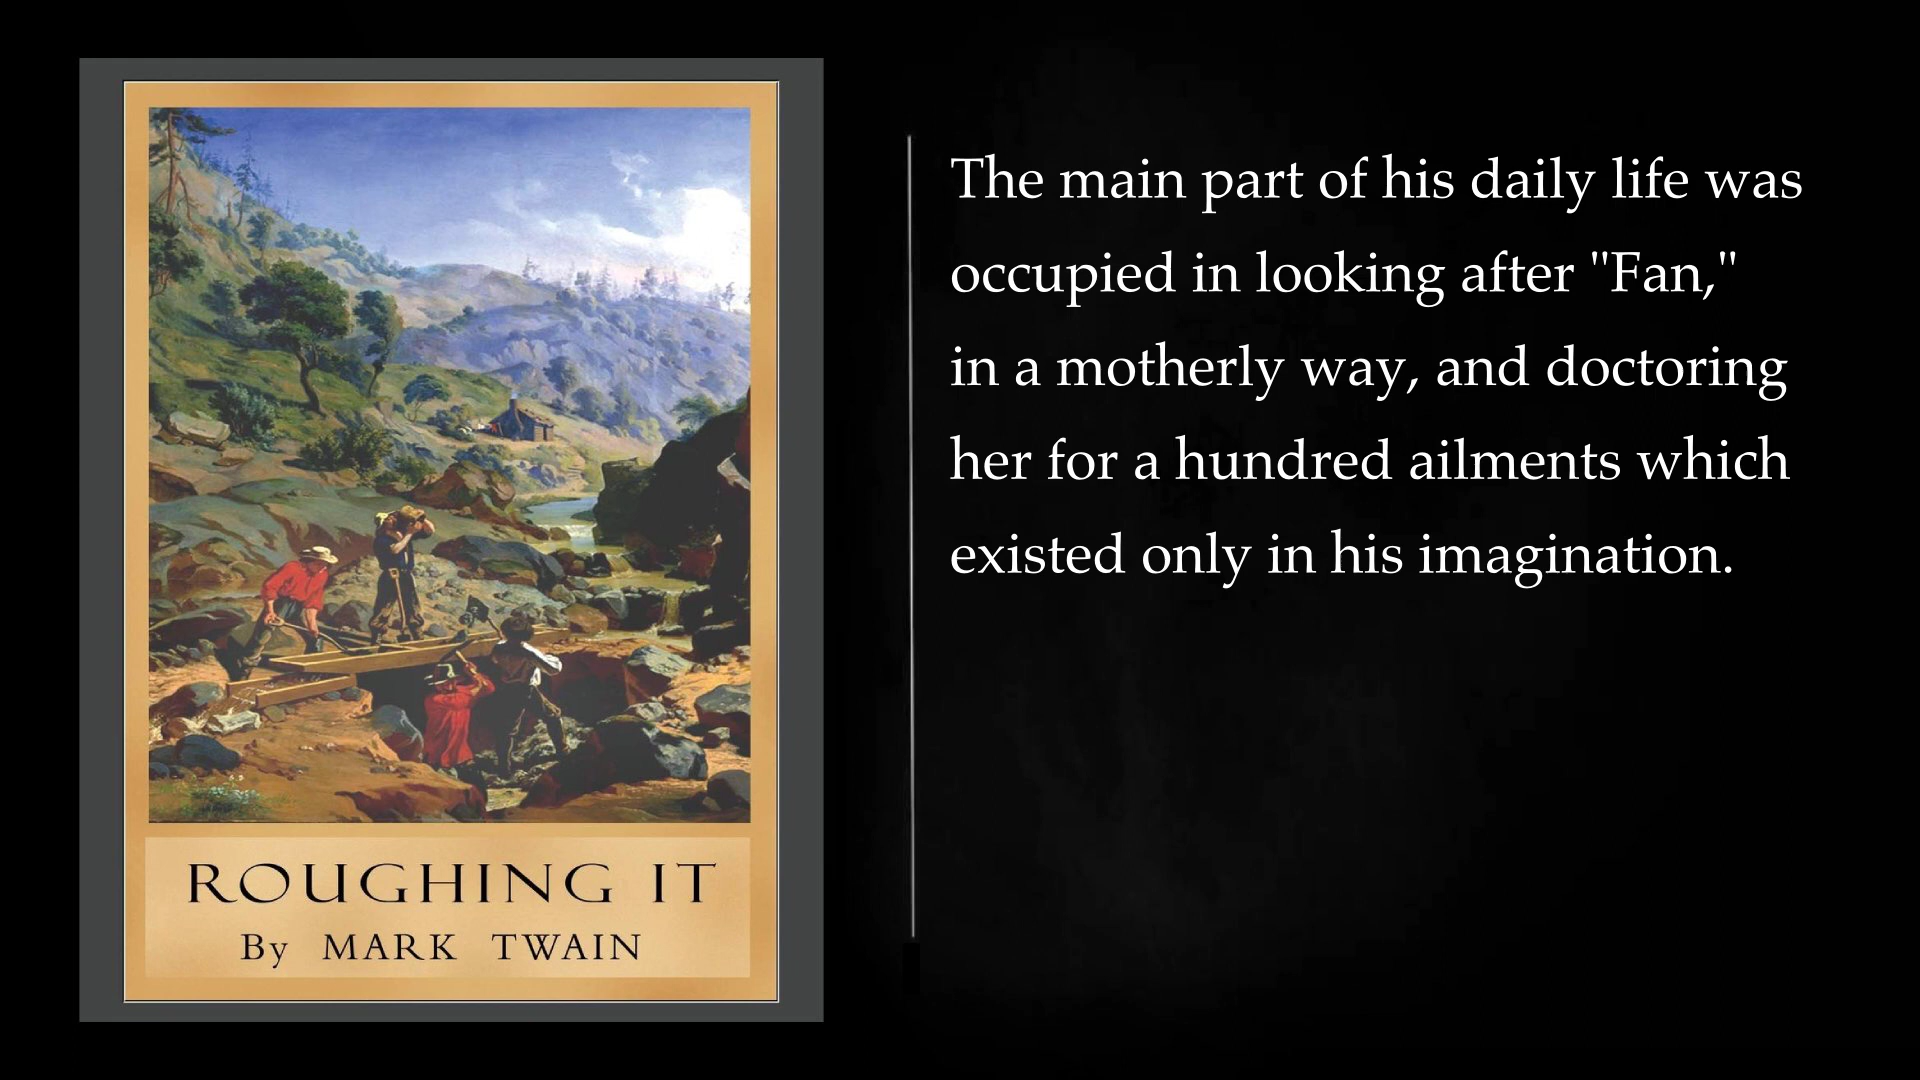 ROUGHING IT
By MARK TWAIN
The main part of his daily life was
occupied in looking after "Fan,"
in a motherly way, and doctoring
her for a hundred ailments which
existed only in his imagination.